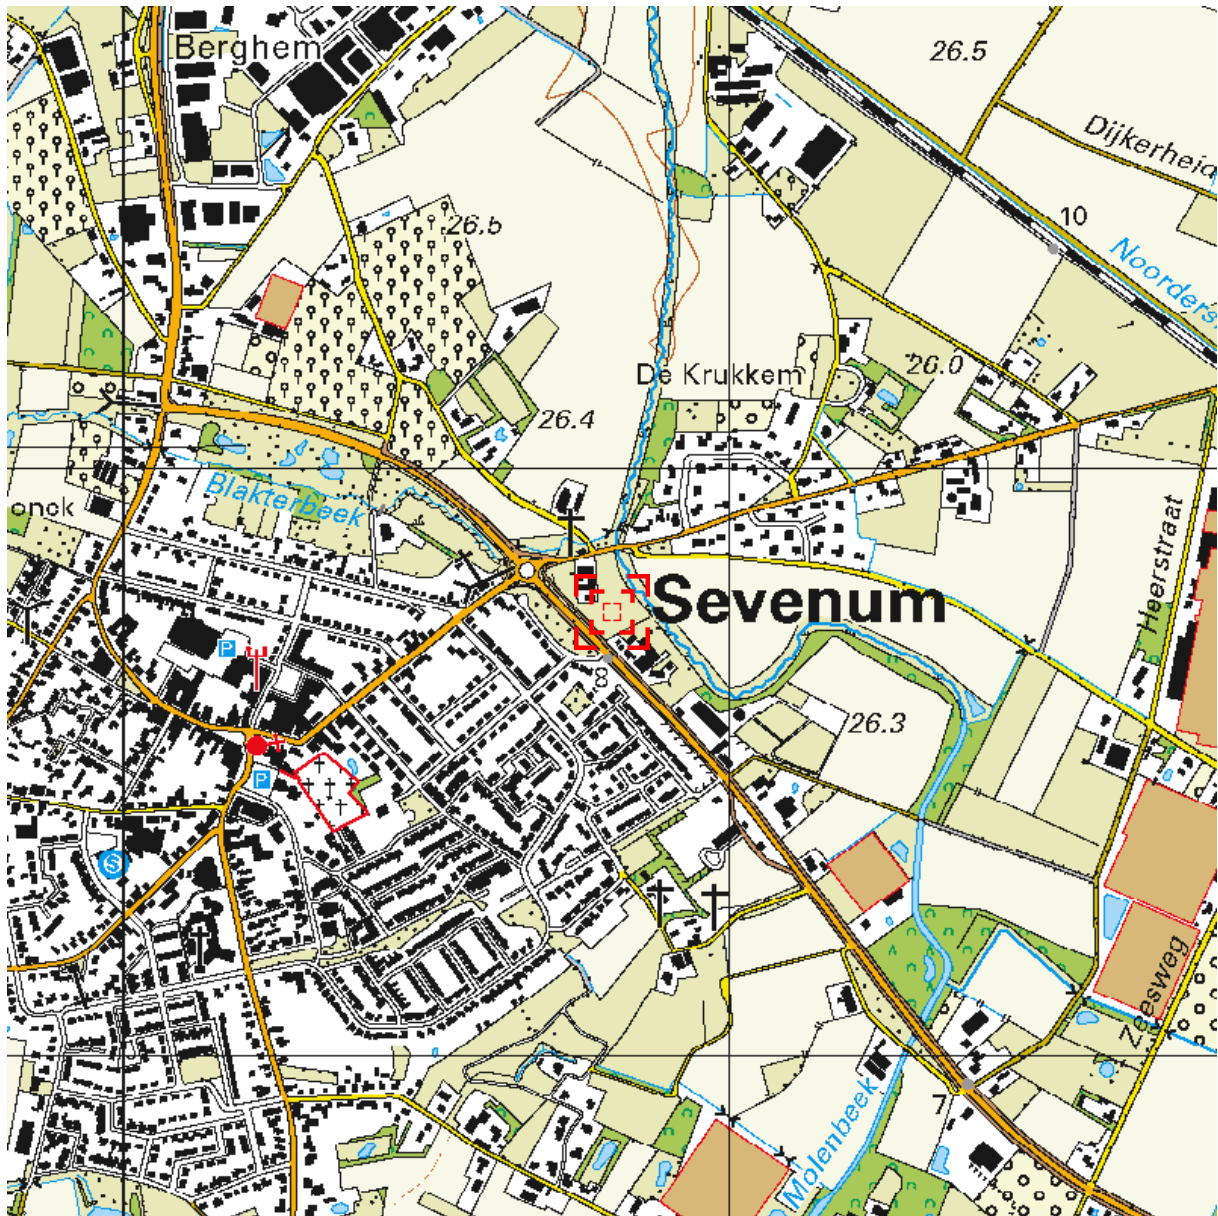 Berghem
26.5
Dijkerheid
10
26.5
Noorders
De Krukkem
26.0
26.4
Blakterbeek
onck
Heerstraat
Sevenum
P
8
26.3
P
S
Zeesweg
7
Molenbeek